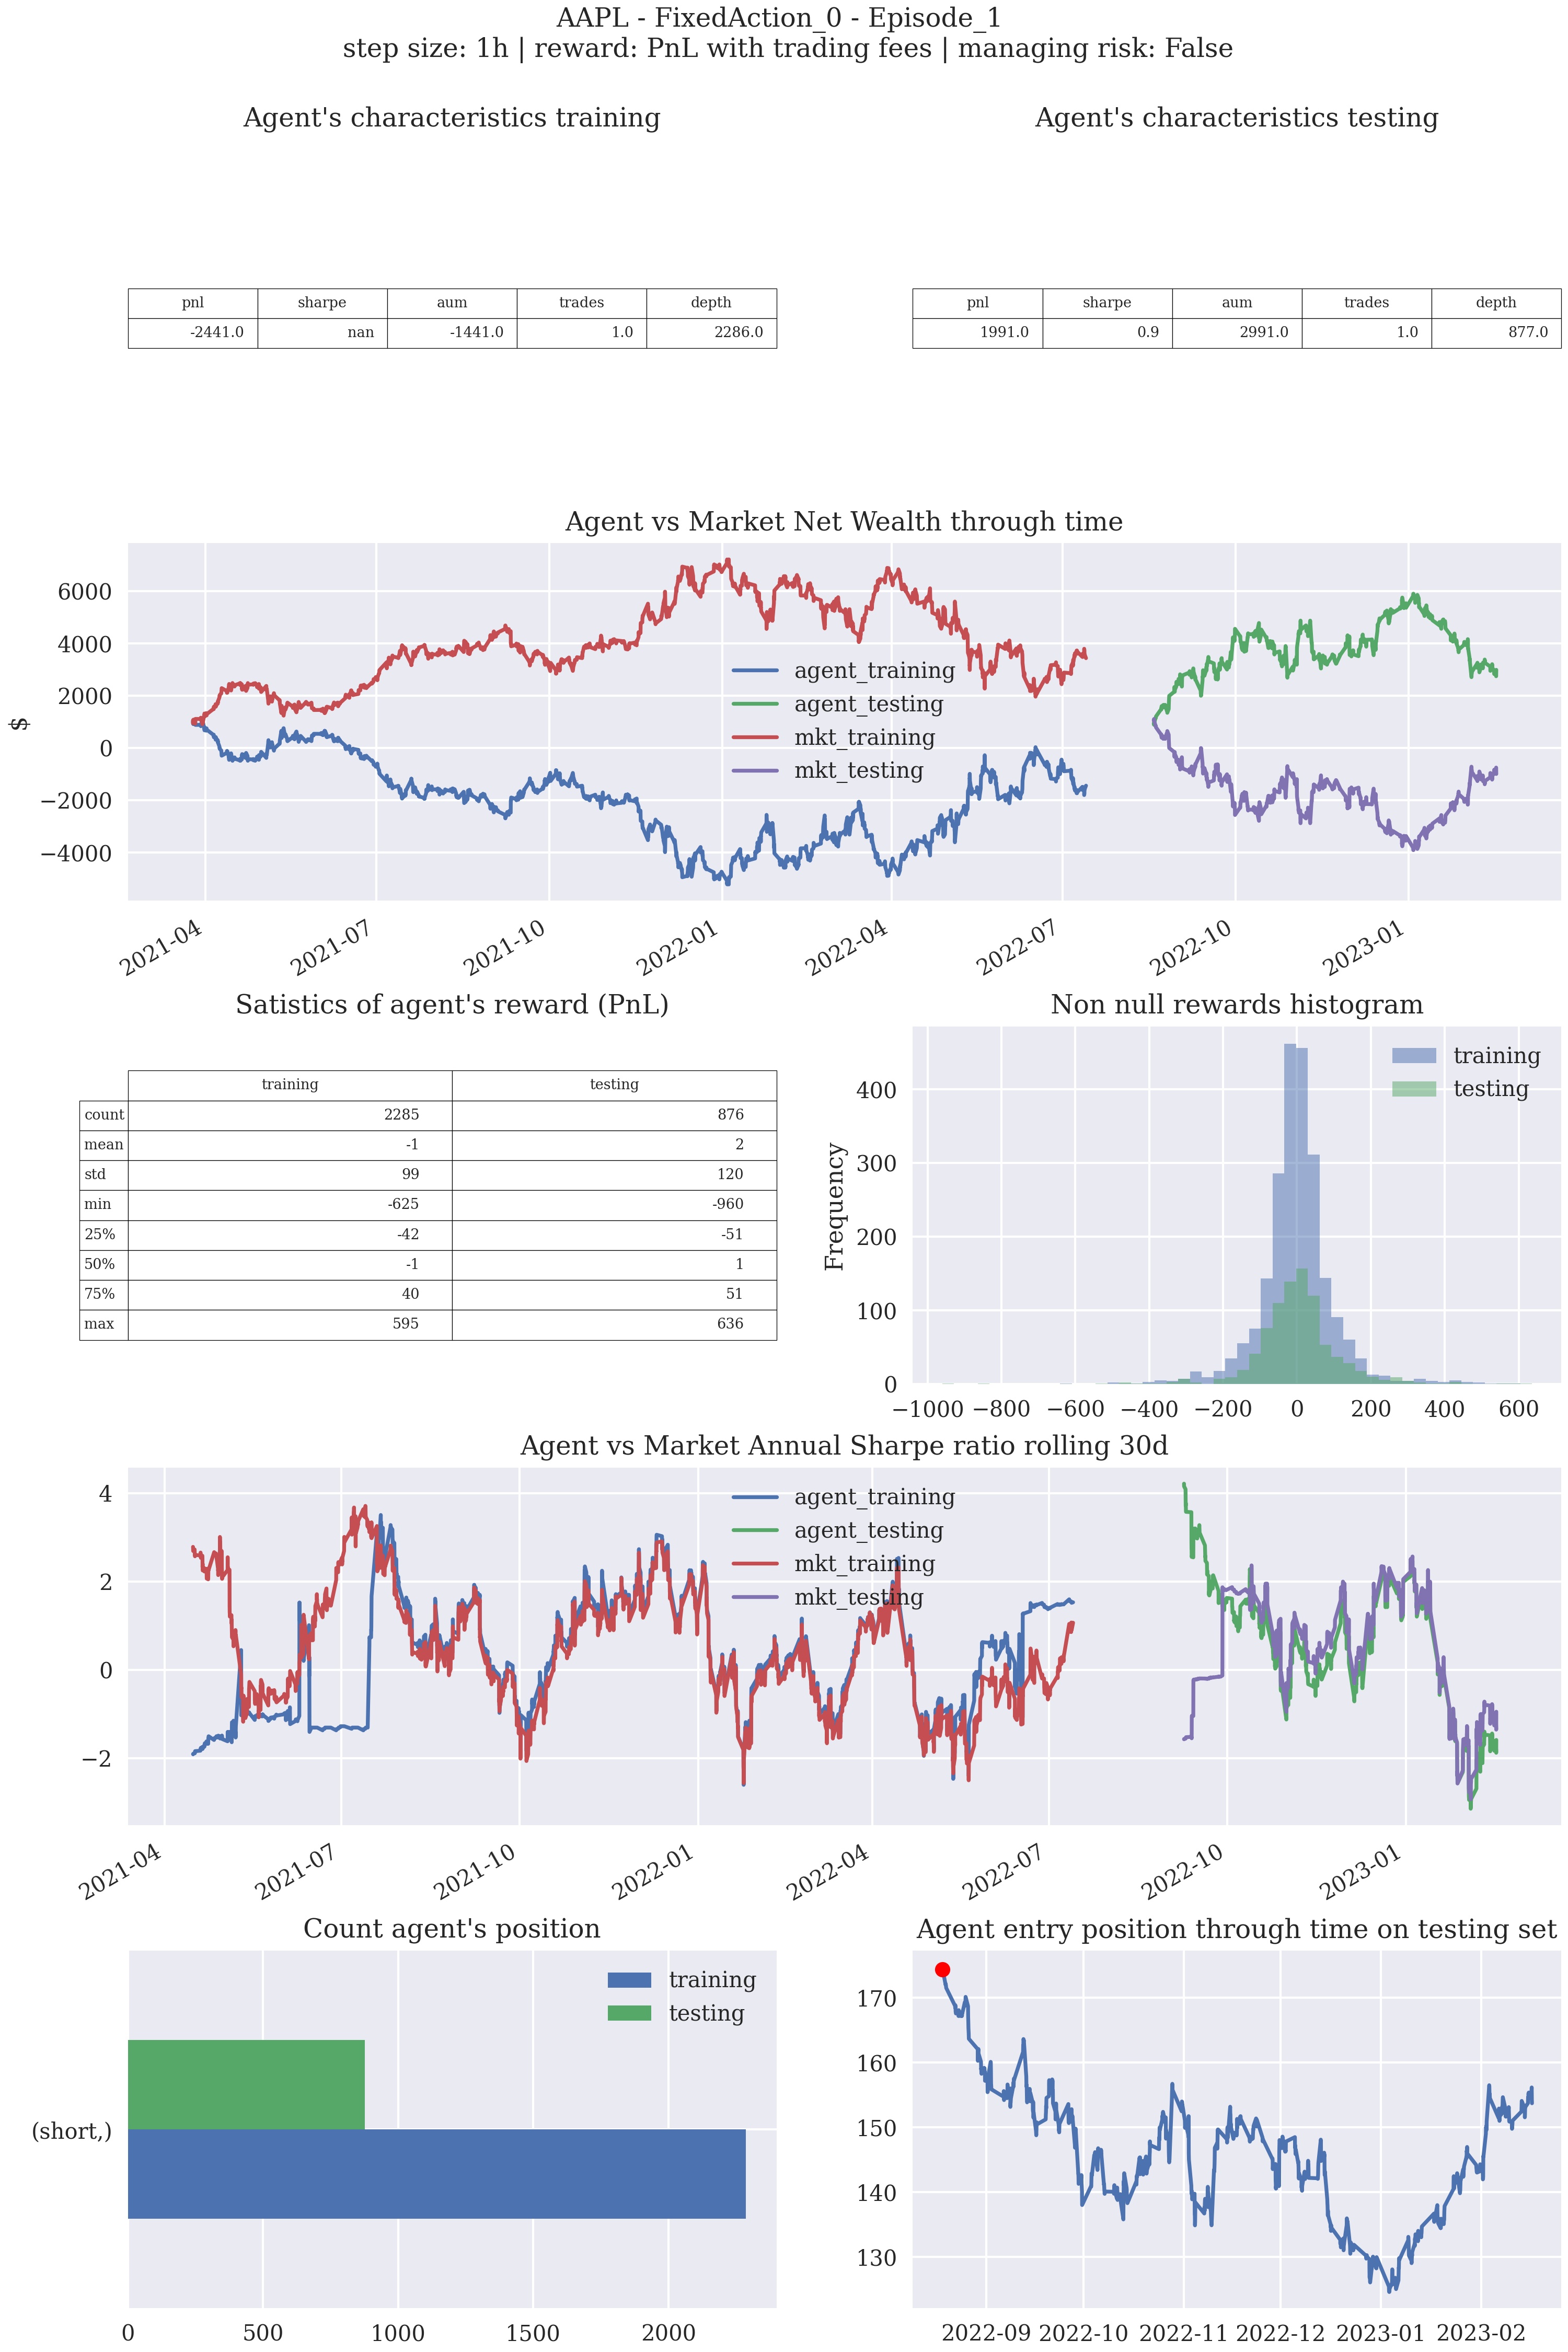 AAPL - FixedAction_0 - Episode_1
step size: 1h | reward: PnL with trading fees | managing risk: False
Agent's characteristics training
Agent's characteristics testing
pnl sharpe aum trades depth
-2441.0 nan -1441.0 1.0 2286.0
pnl sharpe aum trades depth
1991.0 0.9 2991.0 1.0 877.0
Agent vs Market Net Wealth through time
$
6000
4000
2000
0
−2000
−4000
agent_training
agent_testing
mkt_training
mkt_testing
2021-04 2021-07 2021-10 2022-01 2022-04 2022-07 2022-10 2023-01
Satistics of agent's reward (PnL)
training testing
count 2285 876
mean -1 2
std 99 120
min -625 -960
25% -42 -51
50% -1 1
75% 40 51
max 595 636
Non null rewards histogram
Frequency
400
300
200
100
0
training
testing
−1000 −800 −600 −400 −200 0 200 400 600
Agent vs Market Annual Sharpe ratio rolling 30d
4
2
0
−2
agent_training
agent_testing
mkt_training
mkt_testing
2021-04 2021-07 2021-10 2022-01 2022-04 2022-07 2022-10 2023-01
Count agent's position
training
testing
(short,)
0 500 1000 1500 2000
Agent entry position through time on testing set
170
160
150
140
130
2022-09 2022-10 2022-11 2022-12 2023-01 2023-02